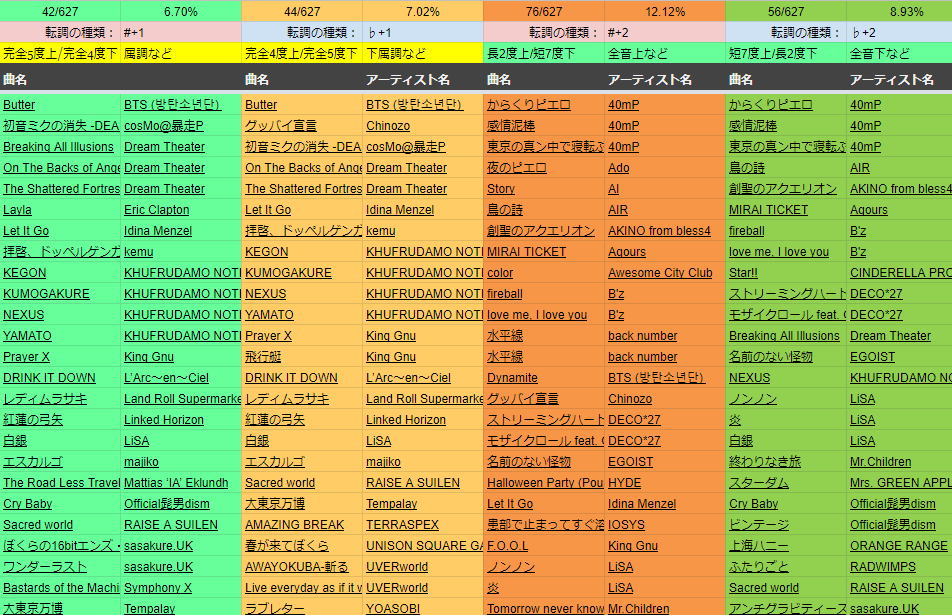 42/627 6.70% 44/627 7.02% 76/627 12.12% 56/627 8.93%
転調の種類： #+1 転調の種類： ♭+1 転調の種類： #+2 転調の種類： ♭+2
完全5度上/完全4度下 属調など 完全4度上/完全5度下 下属調など 長2度上/短7度下 全音上など 短7度上/長2度下 全音下など
曲名 アーティスト名 曲名 アーティスト名 曲名 アーティスト名
Butter BTS (방탄소년단) Butter BTS (방탄소년단) からくりピエロ 40mP からくりピエロ 40mP
初音ミクの消失 -DEA cosMo@暴走P グッバイ宣言 Chinozo 感情泥棒 40mP 感情泥棒 40mP
Breaking All Illusions Dream Theater 初音ミクの消失 -DEA cosMo@暴走P 東京の真ン中で寝転ぶ 40mP 東京の真ン中で寝転ぶ 40mP
On The Backs of Ange Dream Theater On The Backs of Ange Dream Theater 夜のピエロ Ado 鳥の詩 AIR
The Shattered Fortres Dream Theater The Shattered Fortres Dream Theater Story AI 創聖のアクエリオン AKINO from bless4
Layla Eric Clapton Let It Go Idina Menzel 鳥の詩 AIR MIRAI TICKET Aqours
Let It Go Idina Menzel 拝啓、ドッペルゲンガ kemu 創聖のアクエリオン AKINO from bless4 fireball B'z
拝啓、ドッペルゲンガ kemu KEGON KHUFRUDAMO NOTE MIRAI TICKET Aqours love me, I love you B'z
KEGON KHUFRUDAMO NOTE KUMOGAKURE KHUFRUDAMO NOTE color Awesome City Club Star!! CINDERELLA PRO
KUMOGAKURE KHUFRUDAMO NOTE NEXUS KHUFRUDAMO NOTE fireball B'z ストリーミングハート DECO*27
NEXUS KHUFRUDAMO NOTE YAMATO KHUFRUDAMO NOTE love me, I love you B'z モザイクロール feat. G DECO*27
YAMATO KHUFRUDAMO NOTE Prayer X King Gnu 水平線 back number Breaking All Illusions Dream Theater
Prayer X King Gnu 飛行艇 King Gnu 水平線 back number 名前のない怪物 EGOIST
DRINK IT DOWN L'Arc～en～Ciel DRINK IT DOWN L'Arc～en～Ciel Dynamite BTS (방탄소년단) NEXUS KHUFRUDAMO NO
レディムラサキ Land Roll Supermarke レディムラサキ Land Roll Supermarke グッバイ宣言 Chinozo ノンノン LiSA
紅蓮の弓矢 Linked Horizon 紅蓮の弓矢 Linked Horizon ストリーミングハート DECO*27 炎 LiSA
白銀 LiSA 白銀 LiSA モザイクロール feat. G DECO*27 白銀 LiSA
エスカルゴ majiko エスカルゴ majiko 名前のない怪物 EGOIST 終わりなき旅 Mr.Children
The Road Less Travel Mattias ‘IA’ Eklundh Sacred world RAISE A SUILEN Halloween Party (Pou HYDE スターダム Mrs. GREEN APPL
Cry Baby Official髭男dism 大東京万博 Tempalay Let It Go Idina Menzel Cry Baby Official髭男dism
Sacred world RAISE A SUILEN AMAZING BREAK TERRASPEX 患部で止まってすぐ溶 IOSYS ビンテージ Official髭男dism
ぼくらの16bitエンズ・ sasakure.UK 春が来てぼくら UNISON SQUARE GA F.O.O.L King Gnu 上海ハニー ORANGE RANGE
ワンダーラスト sasakure.UK AWAYOKUBA-斬る UVERworld ノンノン LiSA ふたりごと RADWIMPS
Bastards of the Machi Symphony X Live everyday as if it w UVERworld 炎 LiSA Sacred world RAISE A SUILEN
大東京万博 Tempalay ラブレター YOASOBI Tomorrow never know Mr.Children アンチグラビティーズ sasakure.UK